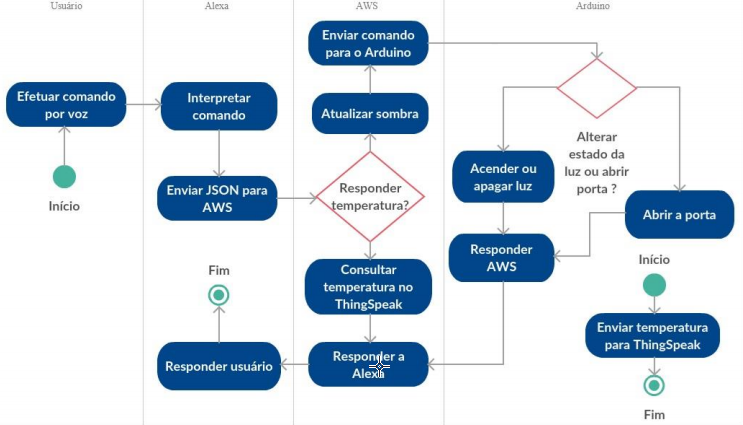 Usuário
Alexa
AWS
Arduino
Enviar comando
para o Arduino
Efetuar comando
por voz
Interpretar
comando
Atualizar sombra
Alterar
estado da
luz ou abrir
porta ?
Acender ou
apagar luz
Enviar JSON para
AWS
Responder
temperatura?
Início
Abrir a porta
Responder
AWS
Início
Fim
Consultar
temperatura no
ThingSpeak
Enviar temperatura
para ThingSpeak
Responder usuário
Responder a
Alexa
Fim